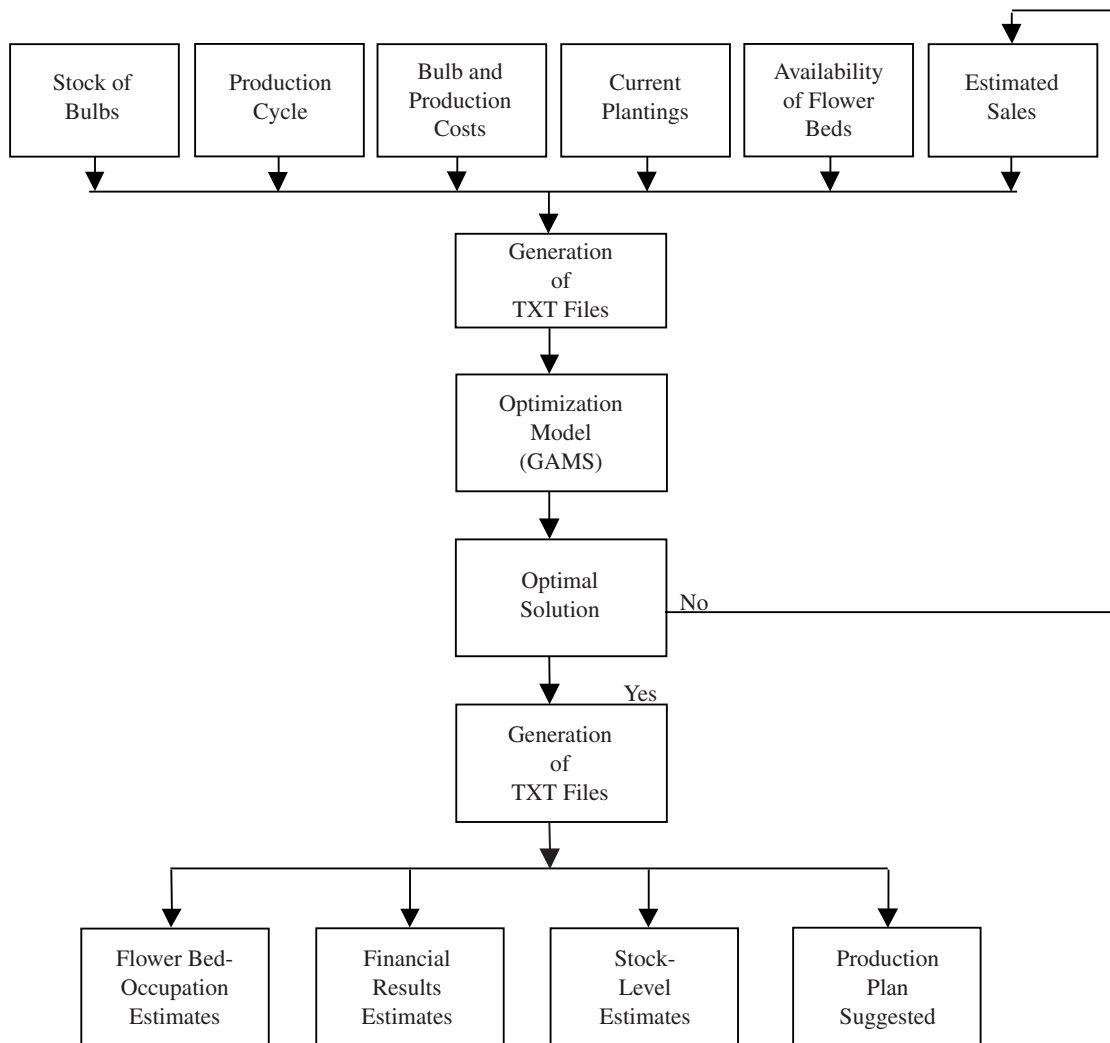 Stock of
Bulbs
Production
Cycle
Bulb and
Production
Costs
Current
Plantings
Availability
of Flower
Beds
Estimated
Sales
Generation
of
TXT Files
Optimization
Model
(GAMS)
Optimal
Solution
No
Yes
Generation
of
TXT Files
Flower Bed-
Occupation
Estimates
Financial
Results
Estimates
Stock-
Level
Estimates
Production
Plan
Suggested